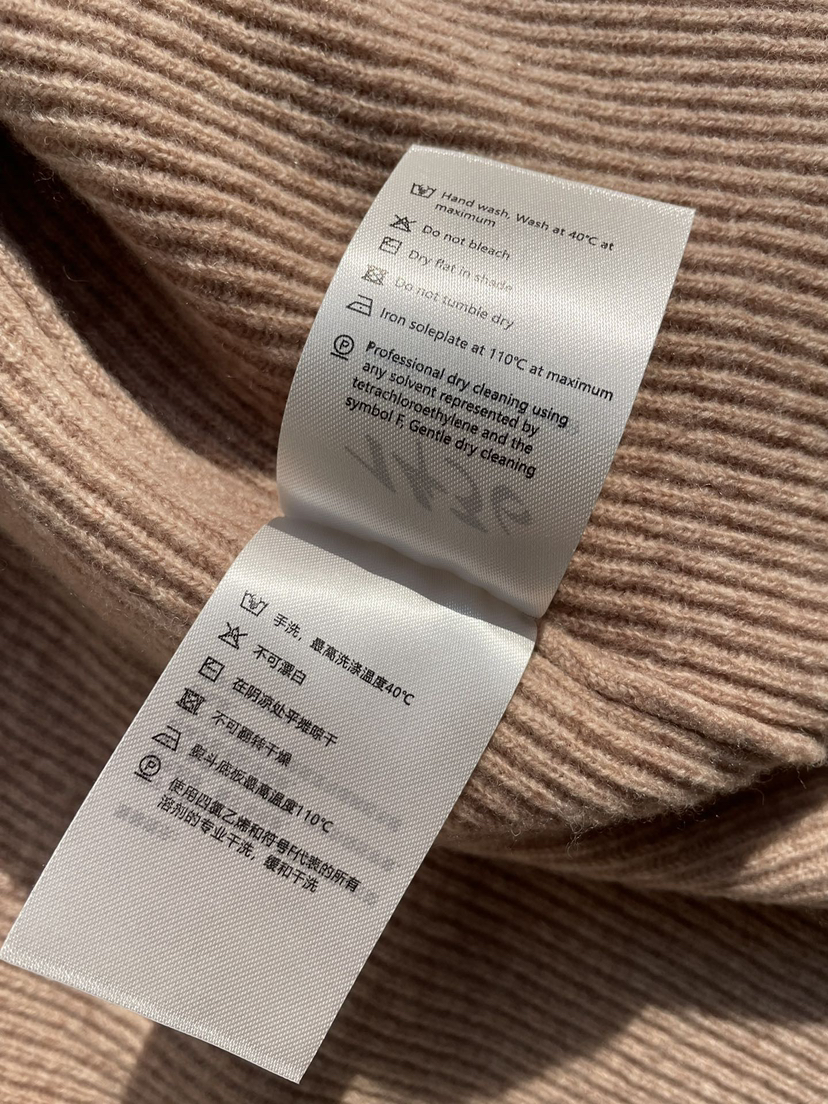 Hand wash, Wash at 40℃ at
maximum
Do not bleach
Dry flat in shade
Do not tumble dry
Iron soleplate at 110℃ at maximum
P
Professional dry cleaning using
any solvent represented by
tetrachloroethylene and the
symbol F, Gentle dry cleaning
手洗，最高洗涤温度40℃
不可漂白
在阴凉处平摊晾干
不可翻转干燥
熨斗底板最高温度110℃
P
使用四氯乙烯和符号F代表的所有
溶剂的专业干洗，缓和干洗